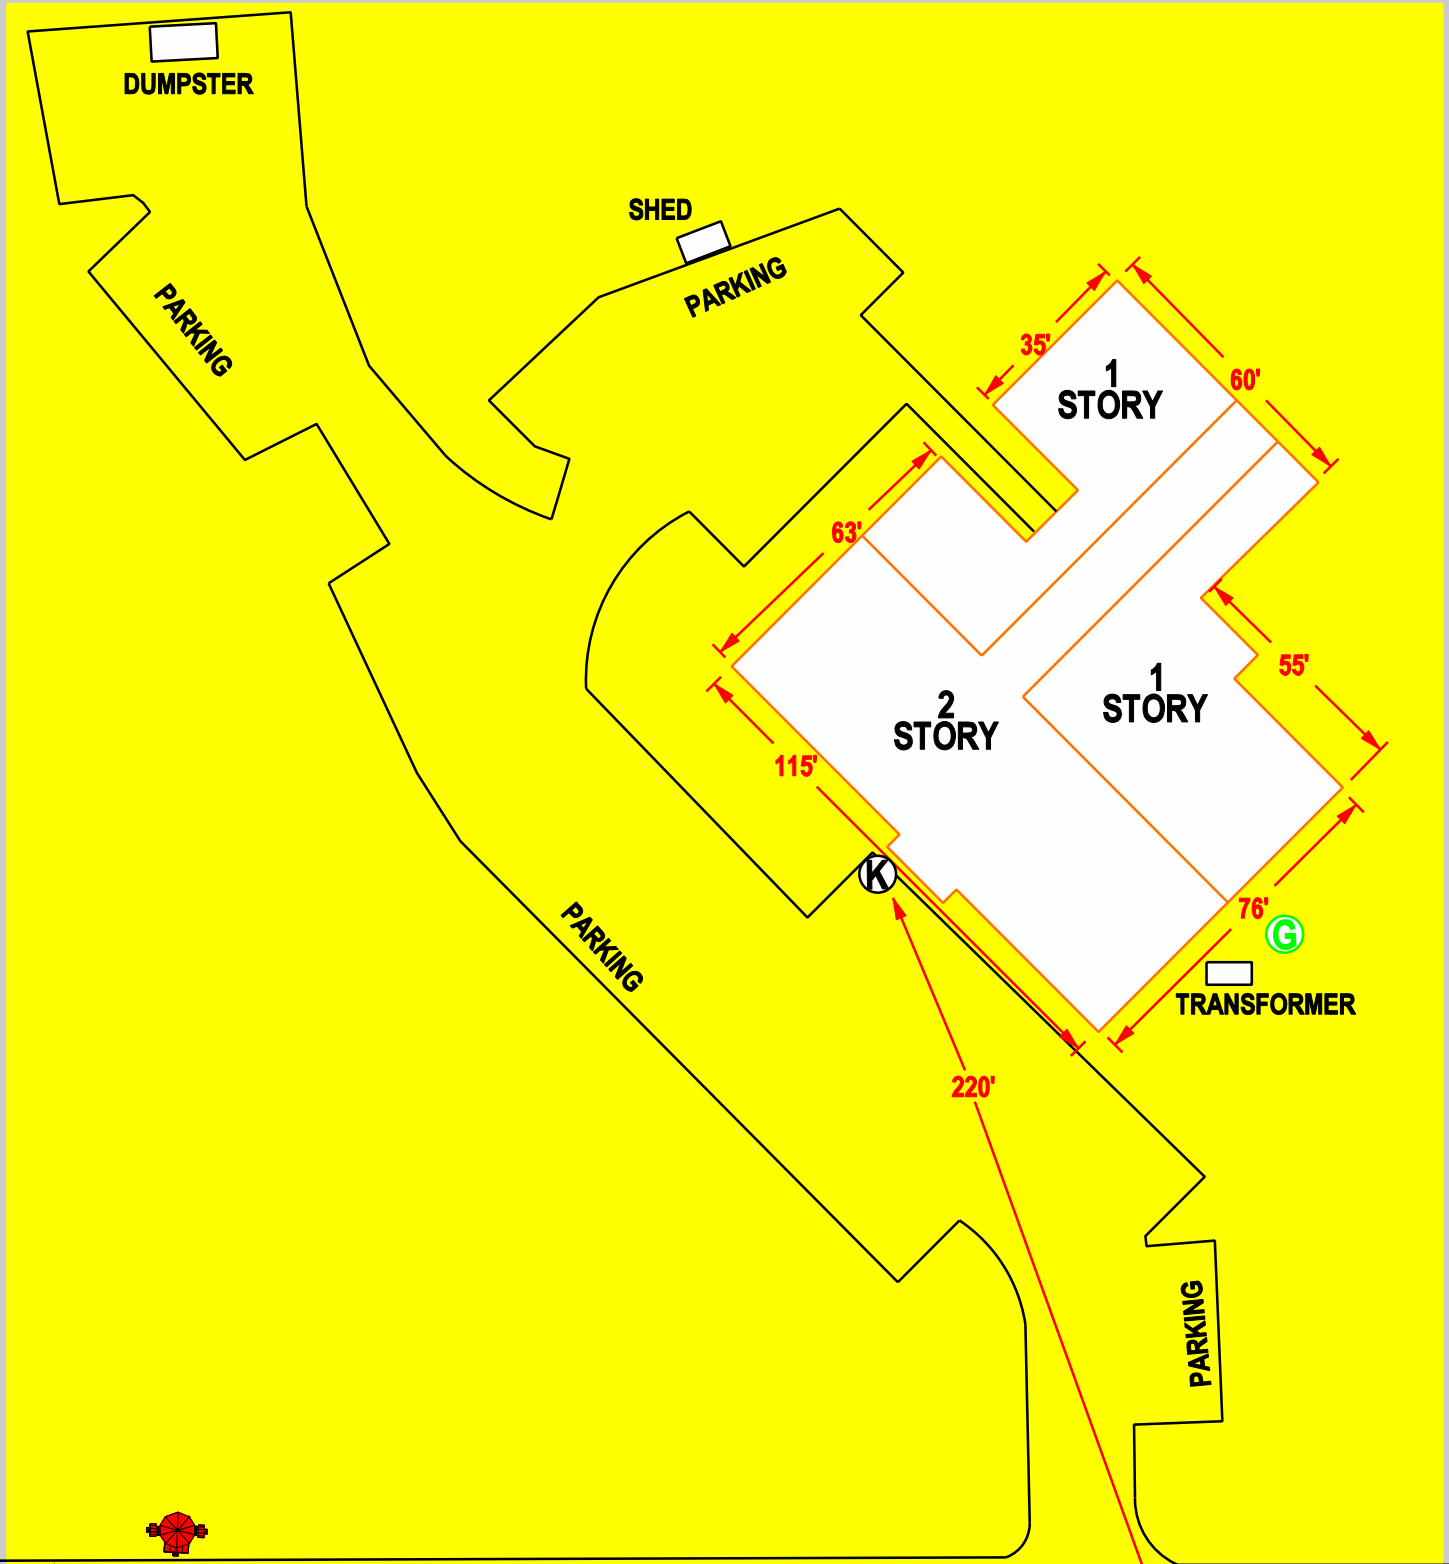 DUMPSTER
SHED
PARKING
PARKING
35'
60'
1
STORY
63'
55'
2
STORY
1
STORY
115'
K
76'
G
PARKING
TRANSFORMER
220'
PARKING